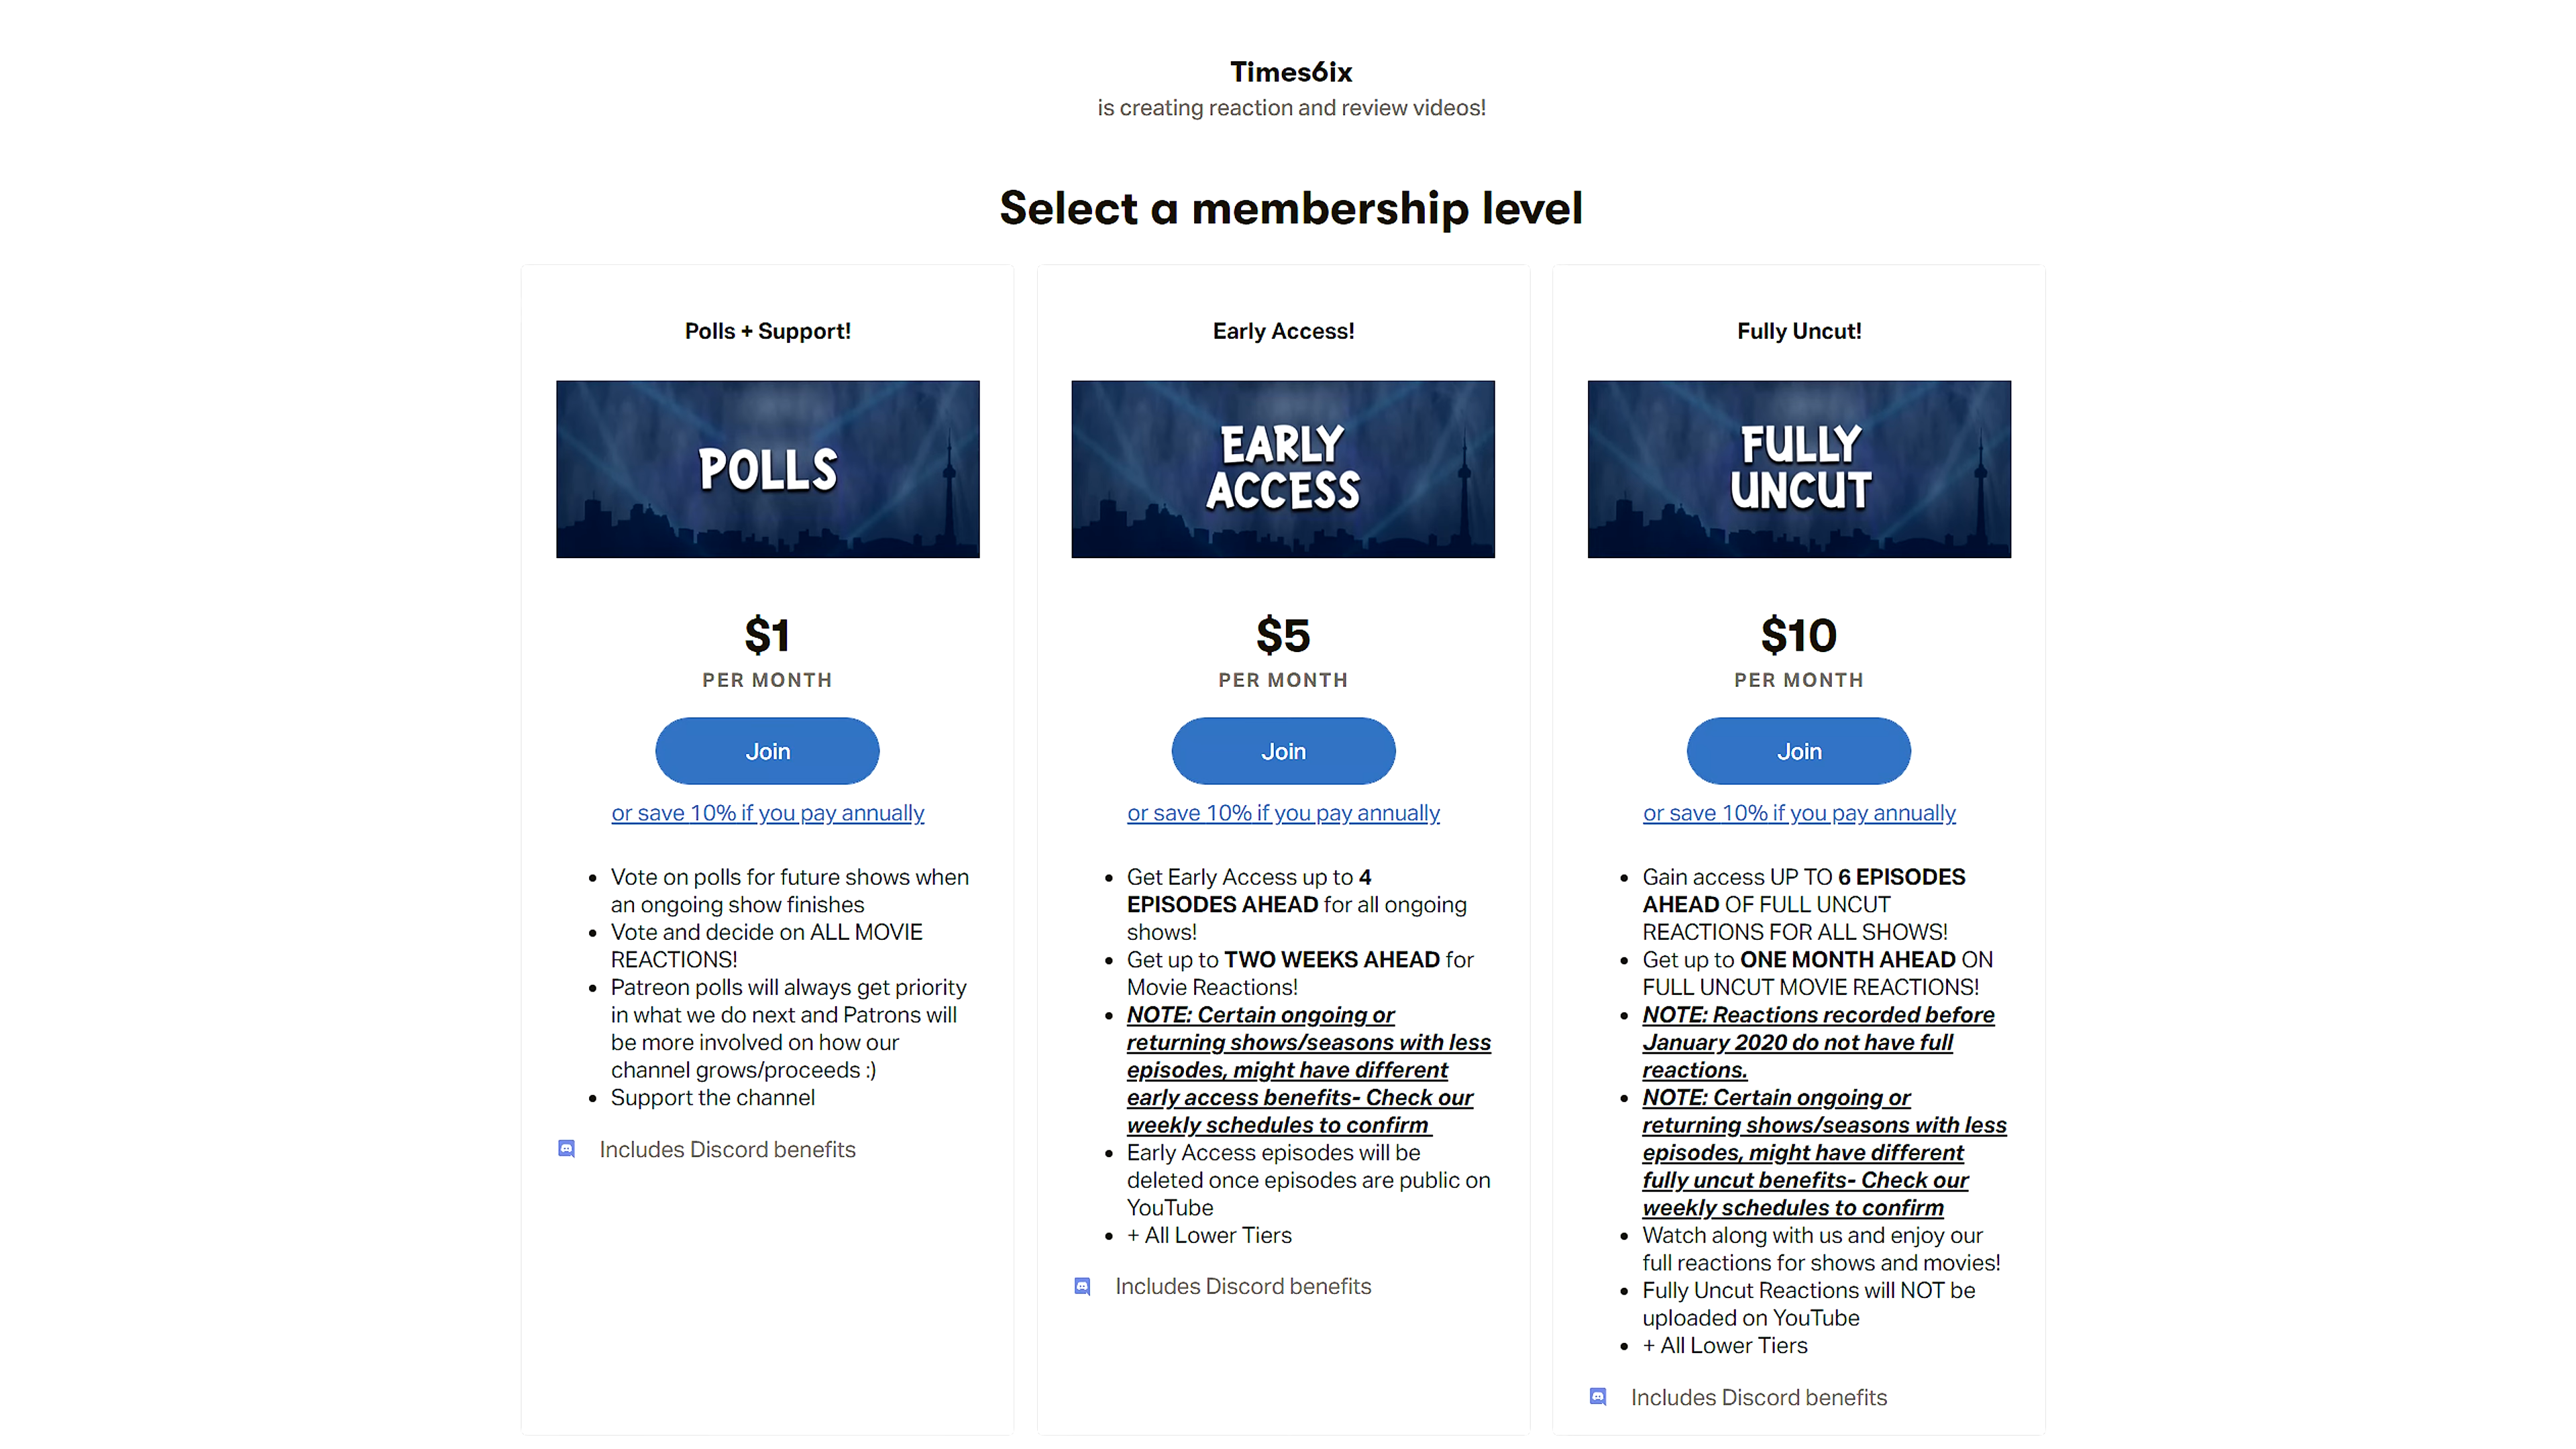 Times6ix
is creating reaction and review videos!
Select a membership level
Polls + Support!
POLLS
$1
PER MONTH
Join
or save 10% if you pay annually
Vote on polls for future shows when
an ongoing show finishes
Vote and decide on ALL MOVIE
REACTIONS!
Patreon polls will always get priority
in what we do next and Patrons will
be more involved on how our
channel grows/proceeds :)
Support the channel
Includes Discord benefits
Early Access!
EARLY
ACCESS
$5
PER MONTH
Join
or save 10% if you pay annually
Get Early Access up to 4
EPISODES AHEAD for all ongoing
shows!
Get up to TWO WEEKS AHEAD for
Movie Reactions!
NOTE: Certain ongoing or
returning shows/seasons with less
episodes, might have different
early access benefits- Check our
weekly schedules to confirm
Early Access episodes will be
deleted once episodes are public on
YouTube
+ All Lower Tiers
Includes Discord benefits
Fully Uncut!
FULLY
UNCUT
$10
PER MONTH
Join
or save 10% if you pay annually
Gain access UP TO 6 EPISODES
AHEAD OF FULL UNCUT
REACTIONS FOR ALL SHOWS!
Get up to ONE MONTH AHEAD ON
FULL UNCUT MOVIE REACTIONS!
NOTE: Reactions recorded before
January 2020 do not have full
reactions.
NOTE: Certain ongoing or
returning shows/seasons with less
episodes, might have different
fully uncut benefits- Check our
weekly schedules to confirm
Watch along with us and enjoy our
full reactions for shows and movies!
Fully Uncut Reactions will NOT be
uploaded on YouTube
+ All Lower Tiers
Includes Discord benefits